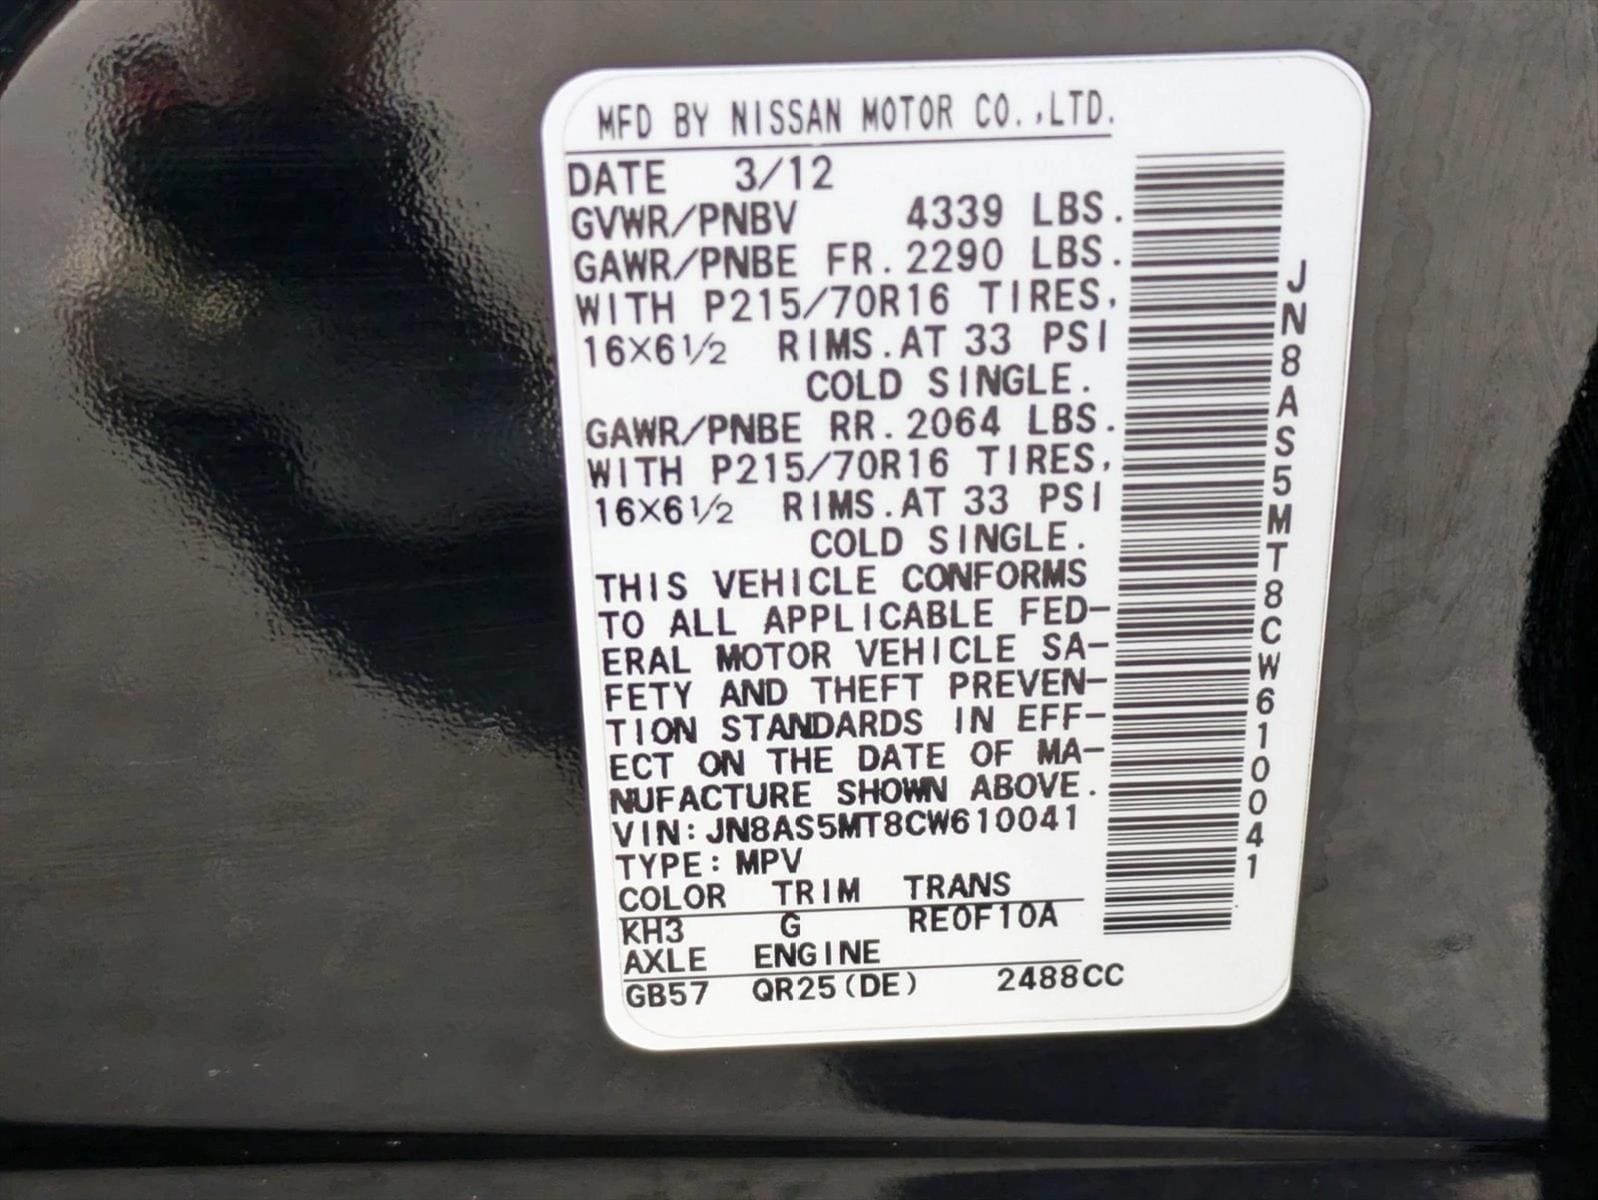 MFD BY NISSAN MOTOR CO.,LTD.
DATE 3/12
GVWR/PNBV 4339 LBS.
GAWR/PNBE FR.2290 LBS.
WITH P215/70R16 TIRES,
16×6½ RIMS.AT 33 PSI
COLD SINGLE.
GAWR/PNBE RR.2064 LBS.
WITH P215/70R16 TIRES,
16×6½ RIMS.AT 33 PSI
COLD SINGLE.
THIS VEHICLE CONFORMS
TO ALL APPLICABLE FED-
ERAL MOTOR VEHICLE SA-
FETY AND THEFT PREVEN-
TION STANDARDS IN EFF-
ECT ON THE DATE OF MA-
NUFACTURE SHOWN ABOVE.
VIN:JN8AS5MT8CW610041
TYPE:MPV
COLOR TRIM TRANS
KH3 G RE0F10A
AXLE ENGINE
GB57 QR25(DE) 2488CC
JN8AS5MT8CW610041